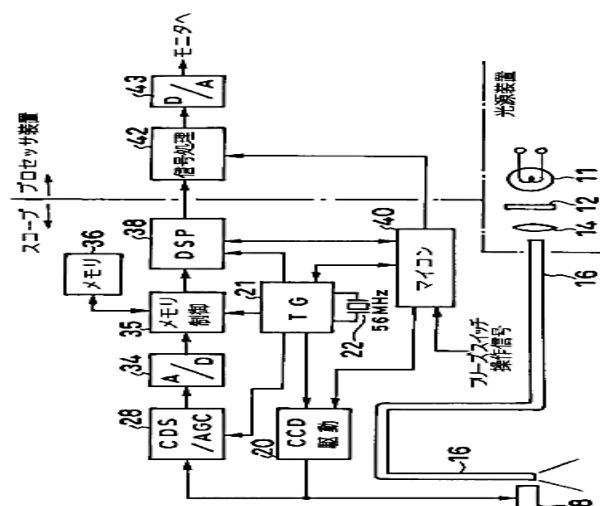 スコープ
プロセッサ装置
メモリ
36
CDS
/AGC
28
A/D
34
メモリ
制御
35
DSP
38
信号処理
42
D/A
43
モニタへ
TG
21
22
56MHz
CCD
駆動
20
マイコン
40
フリーズスイッチ
操作信号
光源装置
11
12
14
16
16
8